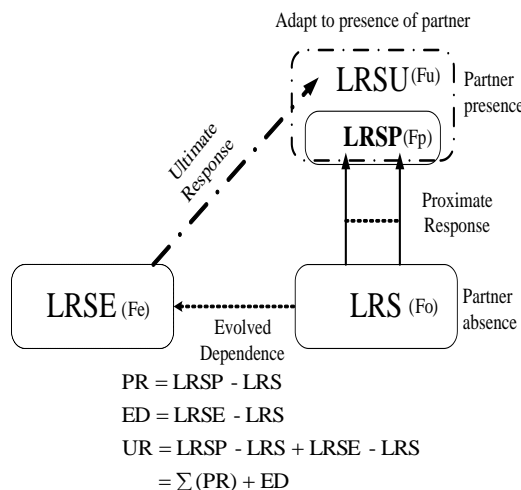 Adapt to presence of partner
LRSU(Fu)
Partner
presence
LRSP(Fp)
Ultimate
Response
Proximate
Response
LRSE (Fe)
LRS (Fo)
Partner
absence
Evolved
Dependence
PR = LRSP - LRS
ED = LRSE - LRS
UR = LRSP - LRS + LRSE - LRS
= ∑(PR) + ED